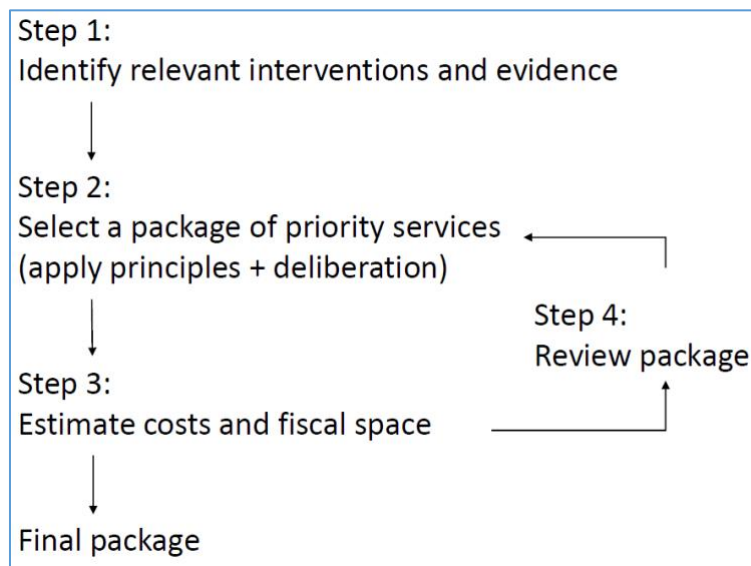 Step 1:
Identify relevant interventions and evidence
Step 2:
Select a package of priority services
(apply principles + deliberation)
Step 4:
Review package
Step 3:
Estimate costs and fiscal space
Final package